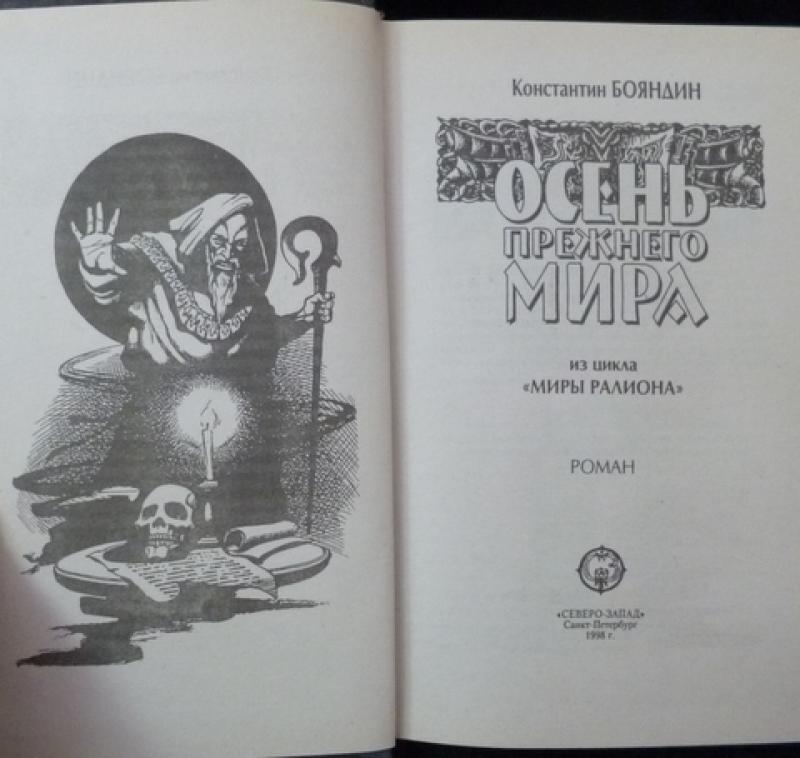 Константин БОЯНДИН
ОСЕНЬ
ПРЕЖНЕГО
МИРА
из цикла
«МИРЫ РАЛИОНА»
РОМАН
«СЕВЕРО-ЗАПАД»
Санкт-Петербург
1998 г.